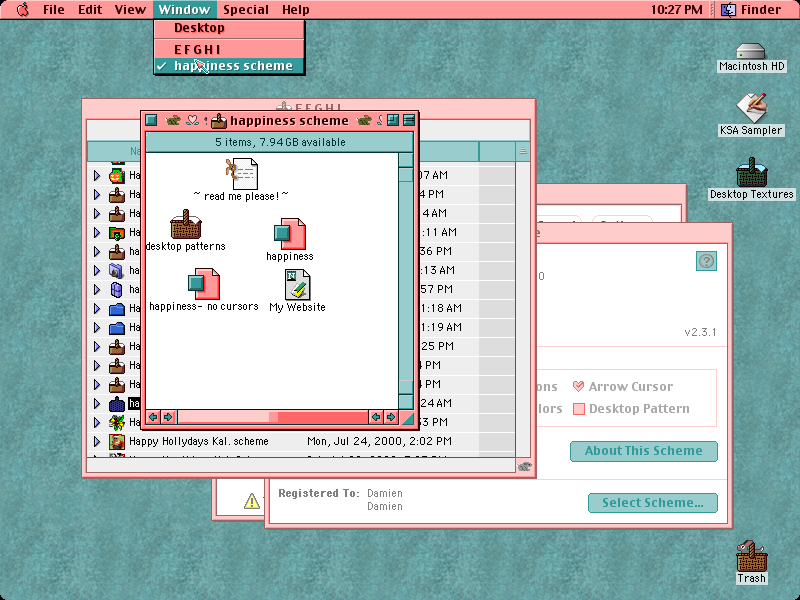 File Edit View Window Special Help 10:27 PM Finder
Desktop
E F G H I
✓ happiness scheme
Macintosh HD
KSA Sampler
Desktop Textures
Trash
E F G H I
happiness scheme
5 items, 7.94 GB available
~ read me please! ~
desktop patterns
happiness
happiness- no cursors
My Website
Na
Ha 07 AM
Ha 4 PM
Ha 4 AM
Ha :11 AM
ha 36 PM
Ha :13 AM
Ha 57 PM
Ha 1:18 AM
Ha 1:19 AM
Ha :25 PM
Ha 4 PM
Ha 4 PM
ha :24 AM
Ha :33 PM
Happy Hollydays Kal. scheme Mon, Jul 24, 2000, 2:02 PM
e
?
0
v2.3.1
ons Arrow Cursor
lors Desktop Pattern
About This Scheme
Registered To: Damien
Damien
Select Scheme...